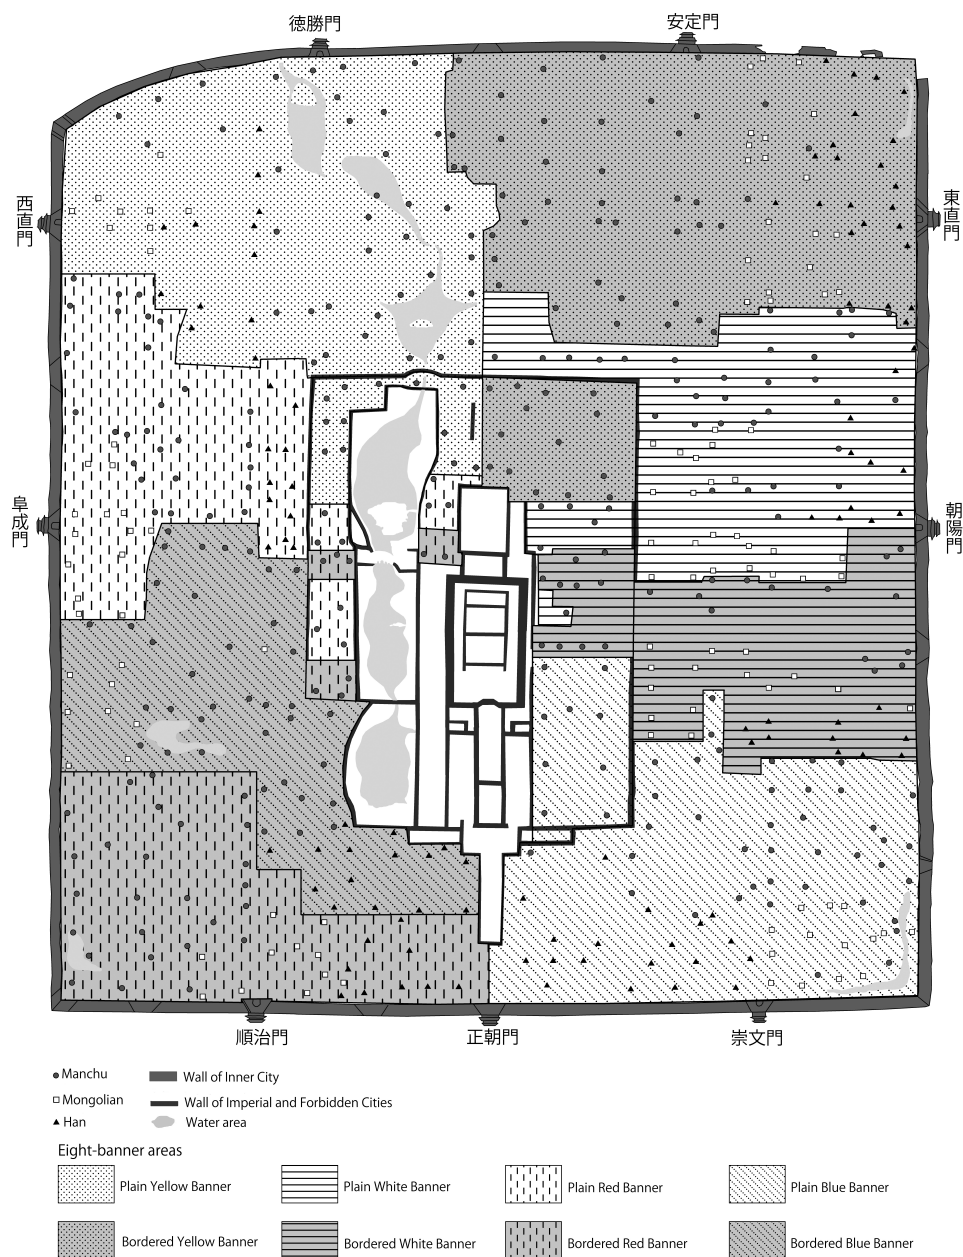 徳勝門
安定門
西直門
東直門
阜成門
朝陽門
順治門
正朝門
崇文門
Manchu
Wall of Inner City
Mongolian
Wall of Imperial and Forbidden Cities
Han
Water area
Eight-banner areas
Plain Yellow Banner
Plain White Banner
Plain Red Banner
Plain Blue Banner
Bordered Yellow Banner
Bordered White Banner
Bordered Red Banner
Bordered Blue Banner